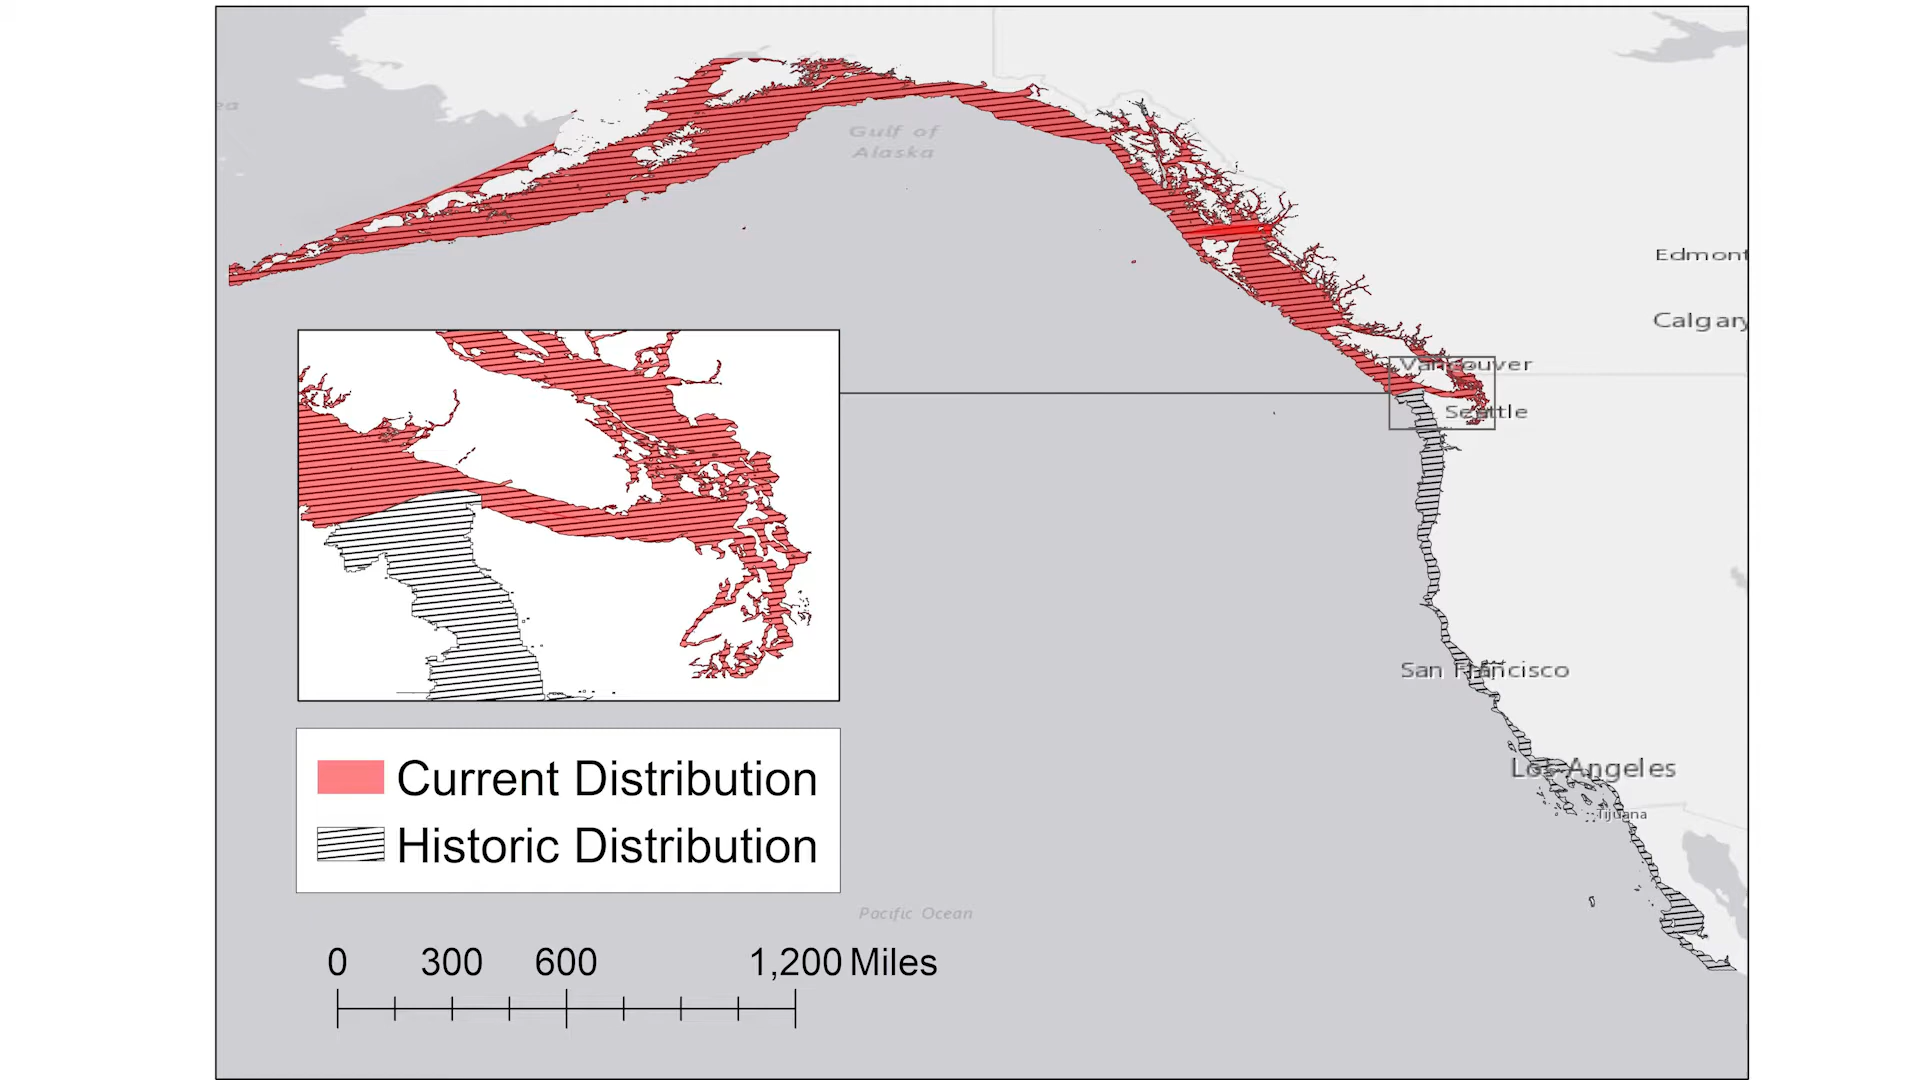 ea
Gulf of
Alaska
Edmont
Calgary
Vancouver
Seattle
San Francisco
Los Angeles
Tijuana
Current Distribution
Historic Distribution
Pacific Ocean
0 300 600 1,200 Miles